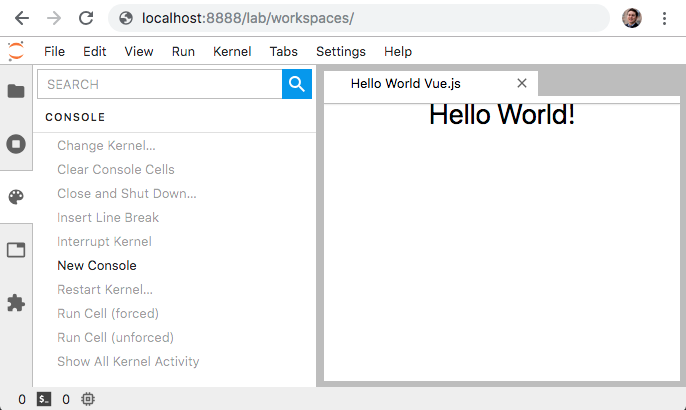 localhost:8888/lab/workspaces/
File Edit View Run Kernel Tabs Settings Help
SEARCH
CONSOLE
Change Kernel...
Clear Console Cells
Close and Shut Down...
Insert Line Break
Interrupt Kernel
New Console
Restart Kernel...
Run Cell (forced)
Run Cell (unforced)
Show All Kernel Activity
Hello World Vue.js
Hello World!
0 $_ 0